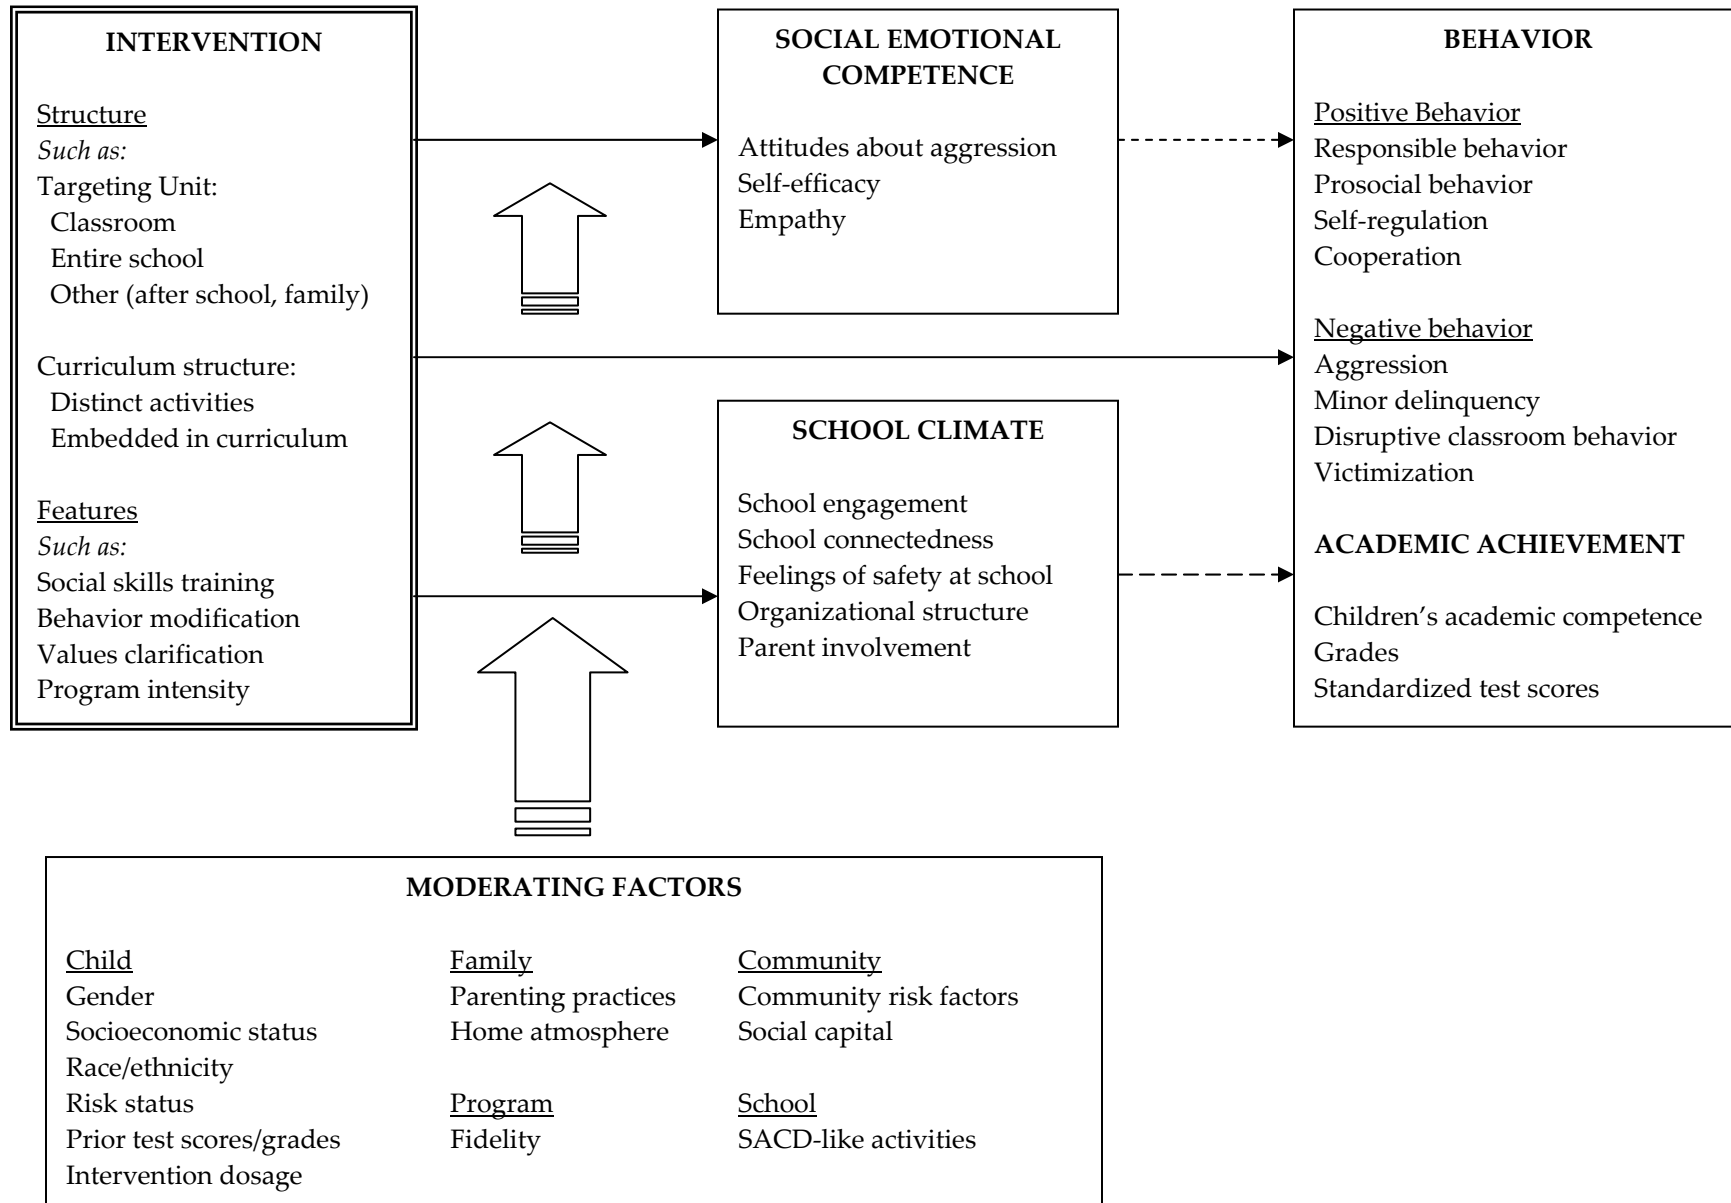 INTERVENTION
Structure
Such as:
Targeting Unit:
Classroom
Entire school
Other (after school, family)
Curriculum structure:
Distinct activities
Embedded in curriculum
Features
Such as:
Social skills training
Behavior modification
Values clarification
Program intensity
SOCIAL EMOTIONAL
COMPETENCE
Attitudes about aggression
Self-efficacy
Empathy
SCHOOL CLIMATE
School engagement
School connectedness
Feelings of safety at school
Organizational structure
Parent involvement
BEHAVIOR
Positive Behavior
Responsible behavior
Prosocial behavior
Self-regulation
Cooperation
Negative behavior
Aggression
Minor delinquency
Disruptive classroom behavior
Victimization
ACADEMIC ACHIEVEMENT
Children’s academic competence
Grades
Standardized test scores
MODERATING FACTORS
Child
Gender
Socioeconomic status
Race/ethnicity
Risk status
Prior test scores/grades
Intervention dosage
Family
Parenting practices
Home atmosphere
Program
Fidelity
Community
Community risk factors
Social capital
School
SACD-like activities